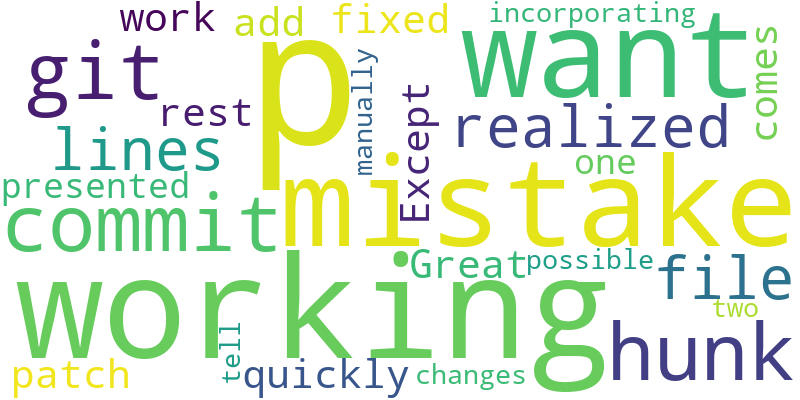 work
add
fixed
incorporating
git
p
want
comes
rest
manually
Except
realized
lines
one
presented
commit
mistake
working
Great
possible
file
two
hunk
tell
patch
quickly
changes